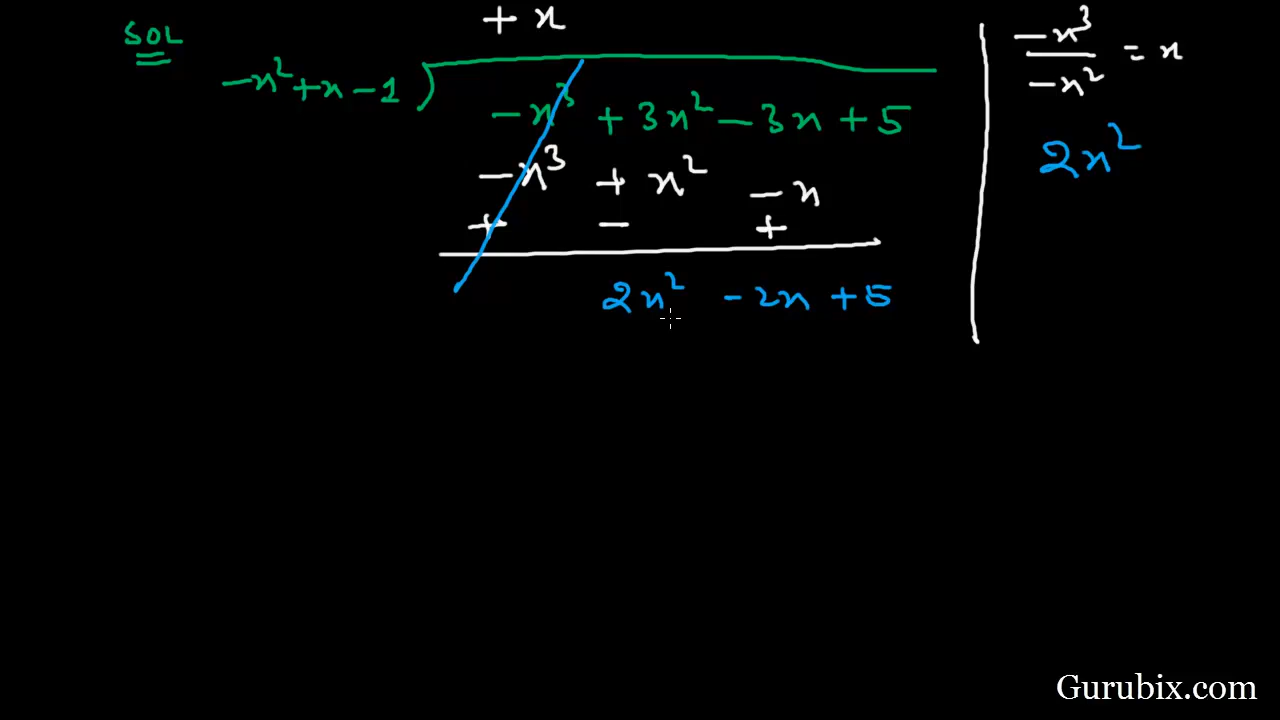 SOL
+ x
-x² + x - 1 ) -x³ + 3x² - 3x + 5
-x³ + x² - x
+ - +
2x² - 2x + 5
-x³
-x² = x
2x²
Gurubix.com